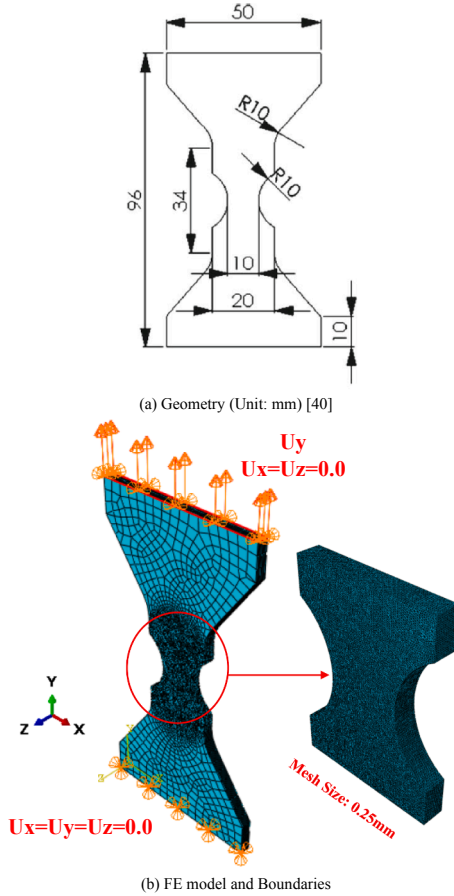 50
R10
R10
96
34
10
20
10
(a) Geometry (Unit: mm) [40]
Uy
Ux=Uz=0.0
Y
Z
X
Ux=Uy=Uz=0.0
Mesh Size: 0.25mm
(b) FE model and Boundaries